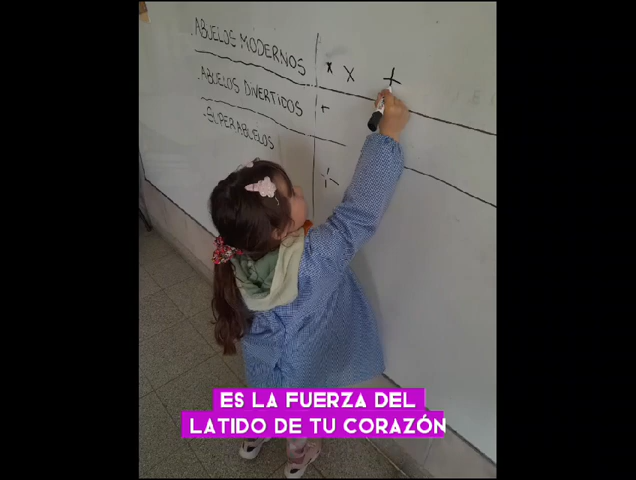 .ABUELOS MODERNOS
.ABUELOS DIVERTIDOS
.SUPERABUELOS
ES LA FUERZA DEL
LATIDO DE TU CORAZÓN